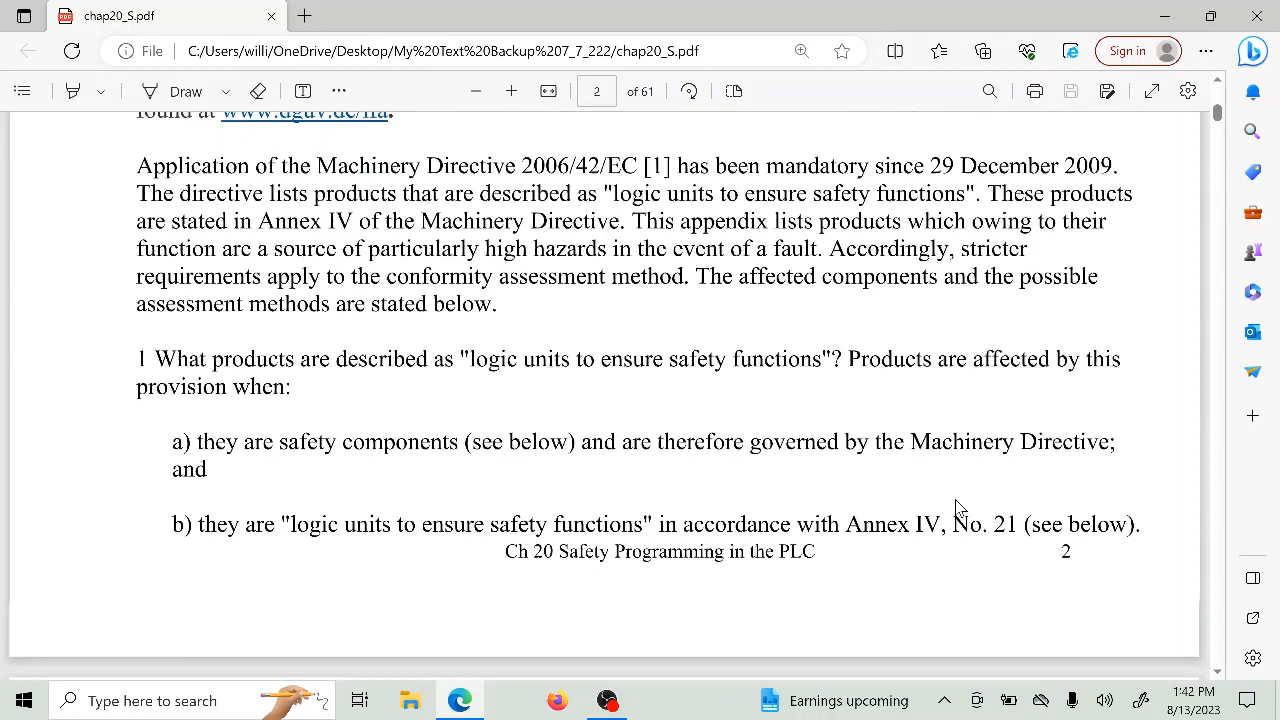 chap20_S.pdf
File C:/Users/willi/OneDrive/Desktop/My%20Text%20Backup%207_7_222/chap20_S.pdf
Sign in
Draw
2 of 61
found at www.dguv.de/ifa.
Application of the Machinery Directive 2006/42/EC [1] has been mandatory since 29 December 2009.
The directive lists products that are described as "logic units to ensure safety functions". These products
are stated in Annex IV of the Machinery Directive. This appendix lists products which owing to their
function are a source of particularly high hazards in the event of a fault. Accordingly, stricter
requirements apply to the conformity assessment method. The affected components and the possible
assessment methods are stated below.
1 What products are described as "logic units to ensure safety functions"? Products are affected by this
provision when:
a) they are safety components (see below) and are therefore governed by the Machinery Directive;
and
b) they are "logic units to ensure safety functions" in accordance with Annex IV, No. 21 (see below).
Ch 20 Safety Programming in the PLC 2
Type here to search
Earnings upcoming
1:42 PM
8/13/2023